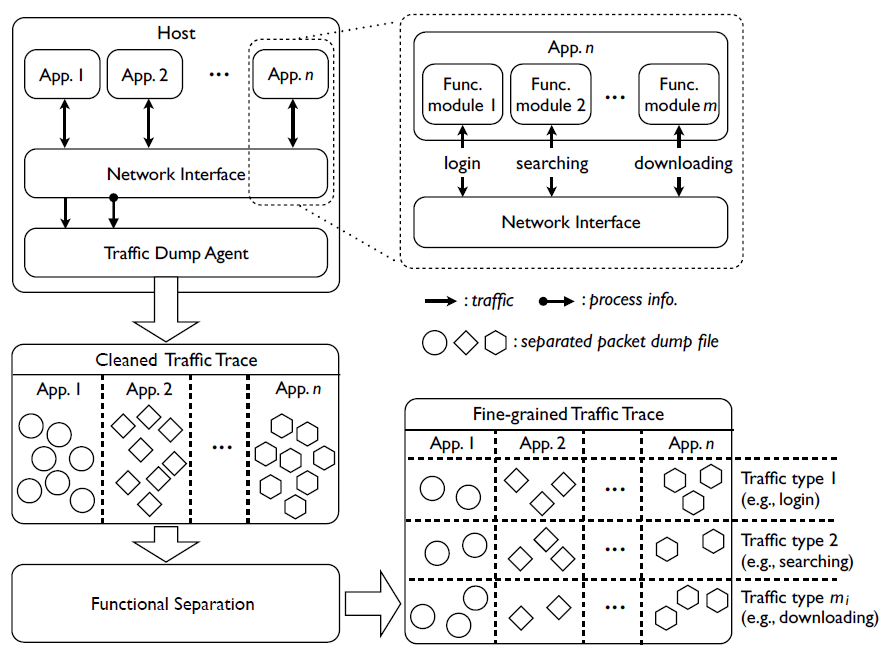 Host
App. 1
App. 2
...
App. n
Network Interface
Traffic Dump Agent
App. n
Func.
module 1
Func.
module 2
...
Func.
module m
login
searching
downloading
Network Interface
: traffic
: process info.
: separated packet dump file
Cleaned Traffic Trace
App. 1
App. 2
...
App. n
Functional Separation
Fine-grained Traffic Trace
App. 1
App. 2
App. n
...
Traffic type 1
(e.g., login)
...
Traffic type 2
(e.g., searching)
...
Traffic type mi
(e.g., downloading)